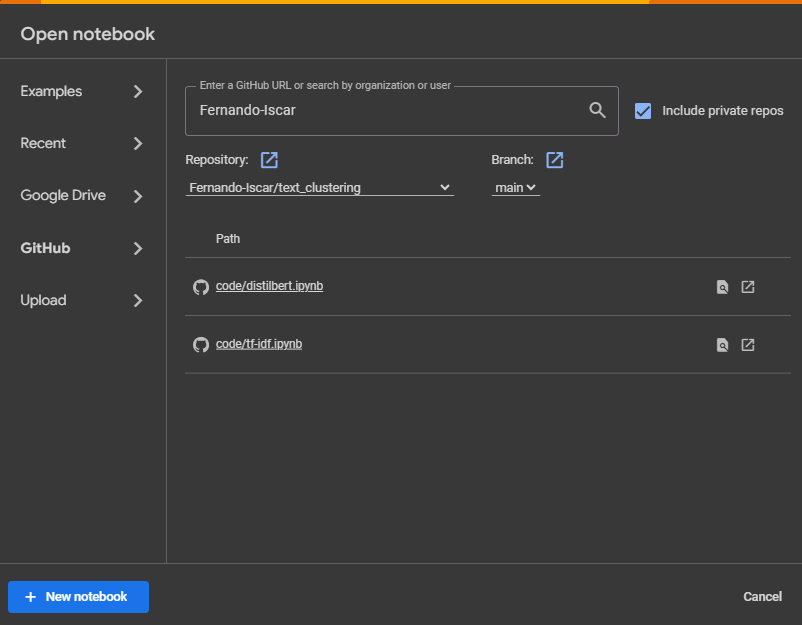 Open notebook
Examples
Recent
Google Drive
GitHub
Upload
Enter a GitHub URL or search by organization or user
Fernando-Iscar
Include private repos
Repository:
Branch:
Fernando-Iscar/text_clustering
main
Path
code/distilbert.ipynb
code/tf-idf.ipynb
+ New notebook
Cancel